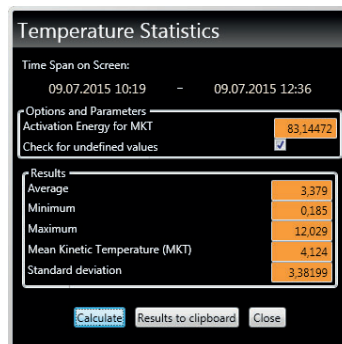 Temperature Statistics
Time Span on Screen:
09.07.2015 10:19 – 09.07.2015 12:36
Options and Parameters
Activation Energy for MKT 83,14472
Check for undefined values
Results
Average 3,379
Minimum 0,185
Maximum 12,029
Mean Kinetic Temperature (MKT) 4,124
Standard deviation 3,38199
Calculate Results to clipboard Close